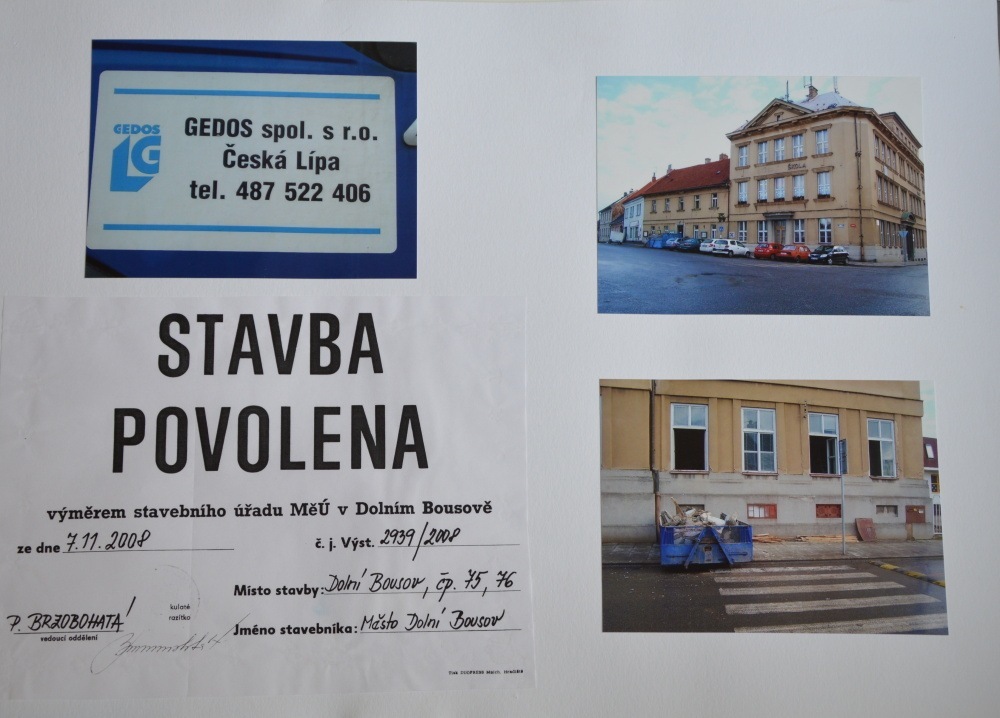 GEDOS
LG
GEDOS spol. s r.o.
Česká Lípa
tel. 487 522 406
STAVBA
POVOLENA
výměrem stavebního úřadu MěÚ v Dolním Bousově
ze dne 7.11.2008 č. j. Výst. 2939/2008
Místo stavby: Dolní Bousov, čp. 75, 76
kulaté
razítko
P. BRZOBOHATÁ
vedoucí oddělení
Jméno stavebníka: Město Dolní Bousov